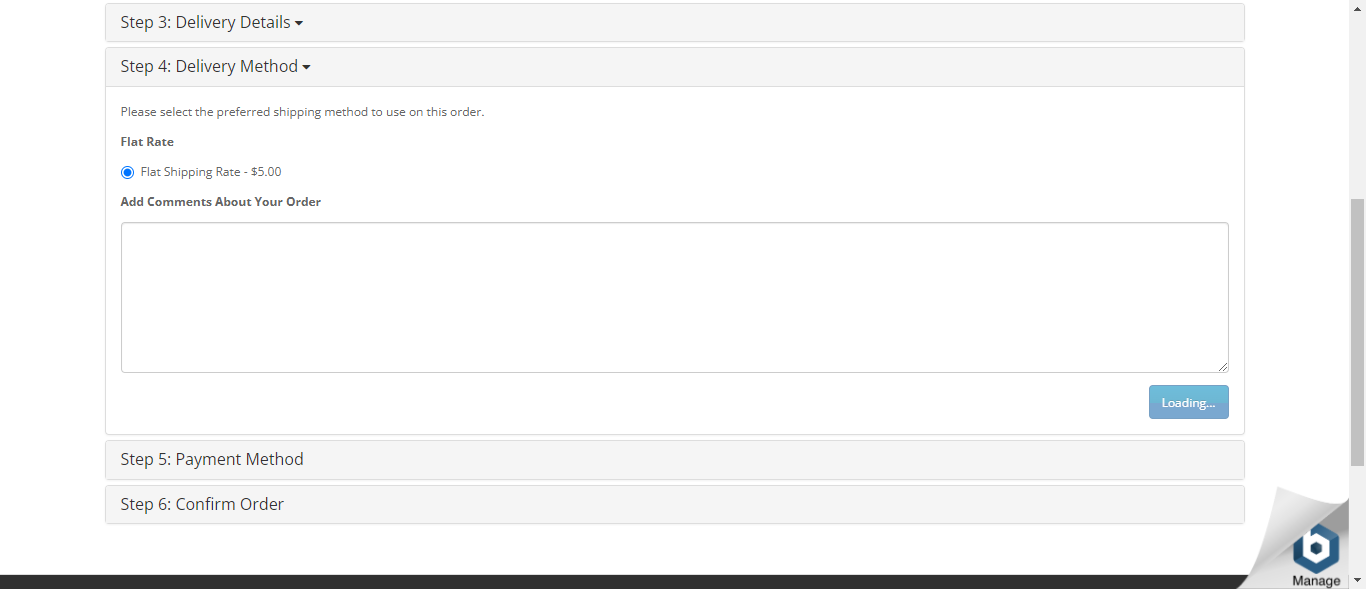 Step 3: Delivery Details
Step 4: Delivery Method
Please select the preferred shipping method to use on this order.
Flat Rate
Flat Shipping Rate - $5.00
Add Comments About Your Order
Loading...
Step 5: Payment Method
Step 6: Confirm Order
b
Manage